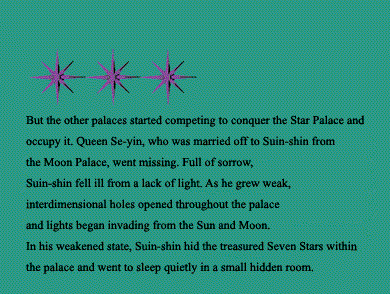 But the other palaces started competing to conquer the Star Palace and
occupy it. Queen Se-yin, who was married off to Suin-shin from
the Moon Palace, went missing. Full of sorrow,
Suin-shin fell ill from a lack of light. As he grew weak,
interdimensional holes opened throughout the palace
and lights began invading from the Sun and Moon.
In his weakened state, Suin-shin hid the treasured Seven Stars within
the palace and went to sleep quietly in a small hidden room.